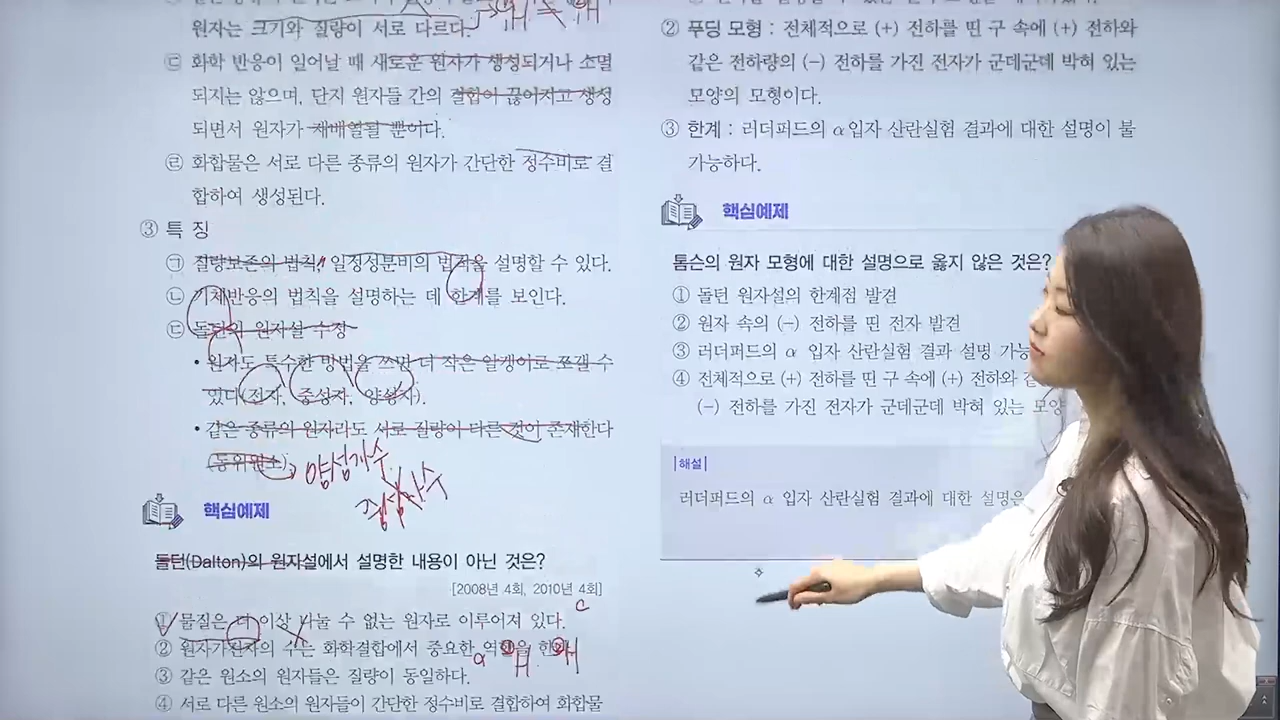 원자는 크기와 질량이 서로 다르다.
㉢ 화학 반응이 일어날 때 새로운 원자가 생성되거나 소멸
되지는 않으며, 단지 원자들 간의 결합이 끊어지고 생성
되면서 원자가 재배열될 뿐이다.
㉣ 화합물은 서로 다른 종류의 원자가 간단한 정수비로 결
합하여 생성된다.
③ 특 징
㉠ 질량보존의 법칙, 일정성분비의 법칙을 설명할 수 있다.
㉡ 기체반응의 법칙을 설명하는 데 한계를 보인다.
㉢ 돌턴의 원자설 수정
• 원자도 특수한 방법을 쓰면 더 작은 알갱이로 쪼갤 수
있다(전자, 중성자, 양성자).
• 같은 종류의 원자라도 서로 질량이 다른 것이 존재한다
(동위원소).
양성자수
핵심예제
돌턴(Dalton)의 원자설에서 설명한 내용이 아닌 것은?
[2008년 4회, 2010년 4회]
① 물질은 더 이상 나눌 수 없는 원자로 이루어져 있다.
② 원자가전자의 수는 화학결합에서 중요한 역할을 한다.
③ 같은 원소의 원자들은 질량이 동일하다.
④ 서로 다른 원소의 원자들이 간단한 정수비로 결합하여 화합물
② 푸딩 모형 : 전체적으로 (+) 전하를 띤 구 속에 (+) 전하와
같은 전하량의 (-) 전하를 가진 전자가 군데군데 박혀 있는
모양의 모형이다.
③ 한계 : 러더퍼드의 α입자 산란실험 결과에 대한 설명이 불
가능하다.
핵심예제
톰슨의 원자 모형에 대한 설명으로 옳지 않은 것은?
① 돌턴 원자설의 한계점 발견
② 원자 속의 (-) 전하를 띤 전자 발견
③ 러더퍼드의 α 입자 산란실험 결과 설명 가능
④ 전체적으로 (+) 전하를 띤 구 속에 (+) 전하와
(-) 전하를 가진 전자가 군데군데 박혀 있는 모양
|해설|
러더퍼드의 α 입자 산란실험 결과에 대한 설명은